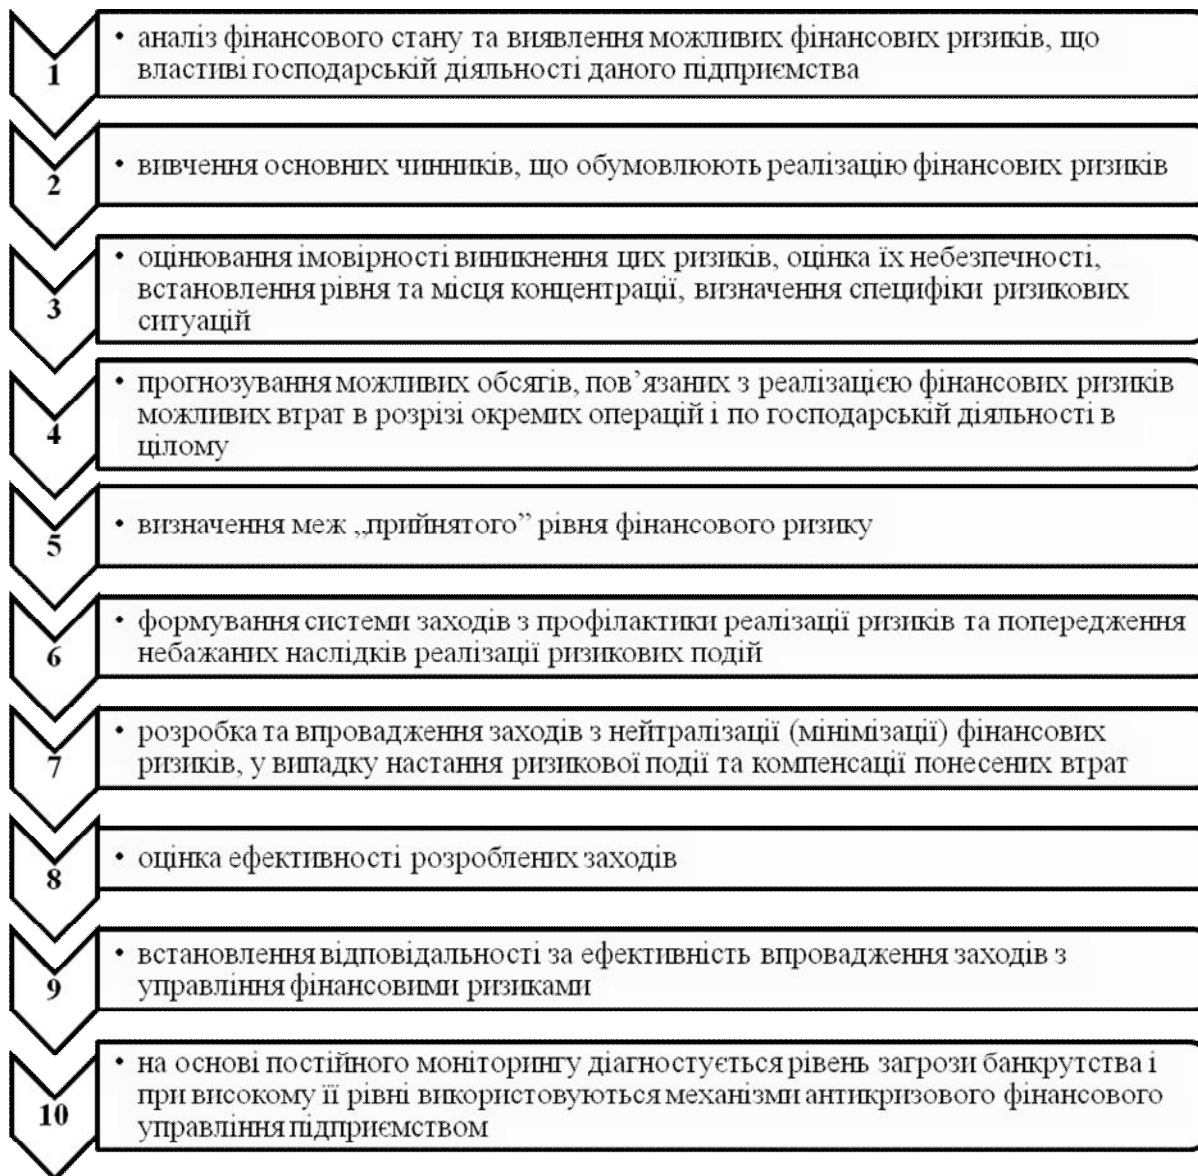 1
• аналіз фінансового стану та виявлення можливих фінансових ризиків, що
властиві господарській діяльності даного підприємства
2
• вивчення основних чинників, що обумовлюють реалізацію фінансових ризиків
3
• оцінювання імовірності виникнення цих ризиків, оцінка їх небезпечності,
встановлення рівня та місця концентрації, визначення специфіки ризикових
ситуацій
4
• прогнозування можливих обсягів, пов’язаних з реалізацією фінансових ризиків
можливих втрат в розрізі окремих операцій і по господарській діяльності в
цілому
5
• визначення меж „прийнятого” рівня фінансового ризику
6
• формування системи заходів з профілактики реалізації ризиків та попередження
небажаних наслідків реалізації ризикових подій
7
• розробка та впровадження заходів з нейтралізації (мінімізації) фінансових
ризиків, у випадку настання ризикової події та компенсації понесених втрат
8
• оцінка ефективності розроблених заходів
9
• встановлення відповідальності за ефективність впровадження заходів з
управління фінансовими ризиками
10
• на основі постійного моніторингу діагностується рівень загрози банкрутства і
при високому її рівні використовуються механізми антикризового фінансового
управління підприємством